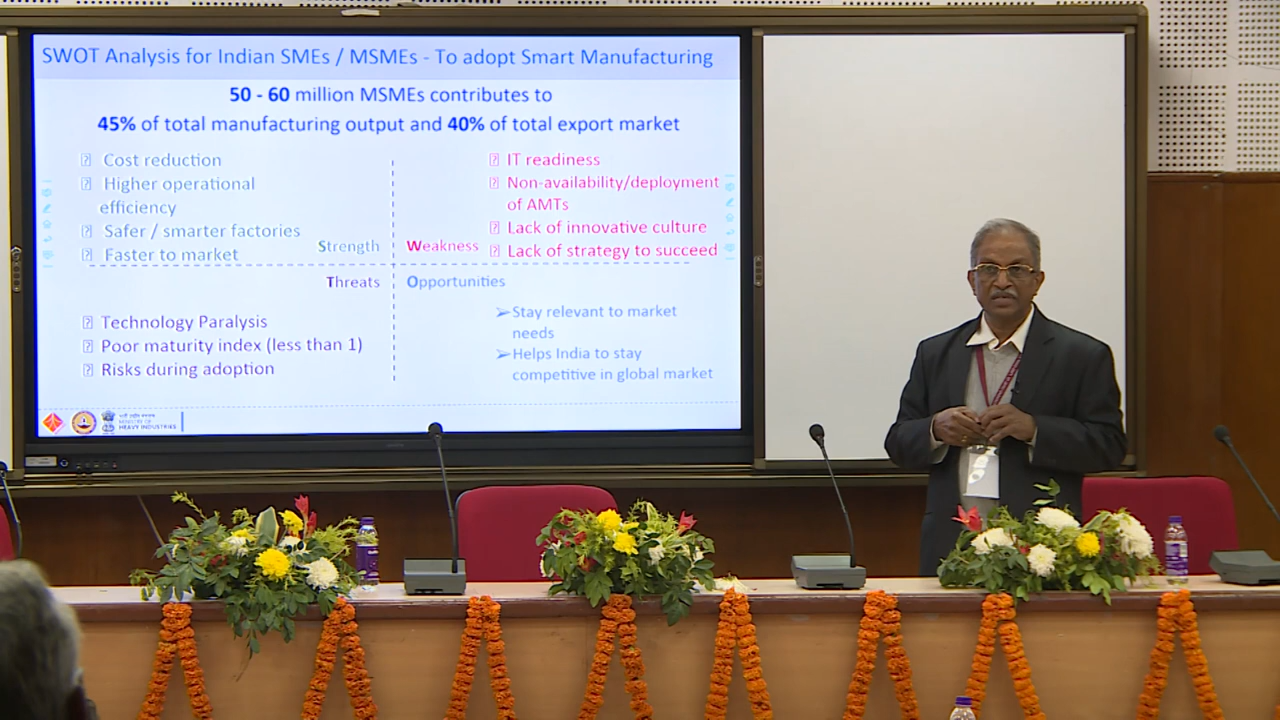 SWOT Analysis for Indian SMEs / MSMEs - To adopt Smart Manufacturing
50 - 60 million MSMEs contributes to
45% of total manufacturing output and 40% of total export market
Cost reduction
Higher operational
efficiency
Safer / smarter factories
Faster to market
Strength
IT readiness
Non-availability/deployment
of AMTs
Lack of innovative culture
Lack of strategy to succeed
Weakness
Threats
Technology Paralysis
Poor maturity index (less than 1)
Risks during adoption
Opportunities
➢Stay relevant to market
needs
➢Helps India to stay
competitive in global market
MINISTRY OF
HEAVY INDUSTRIES